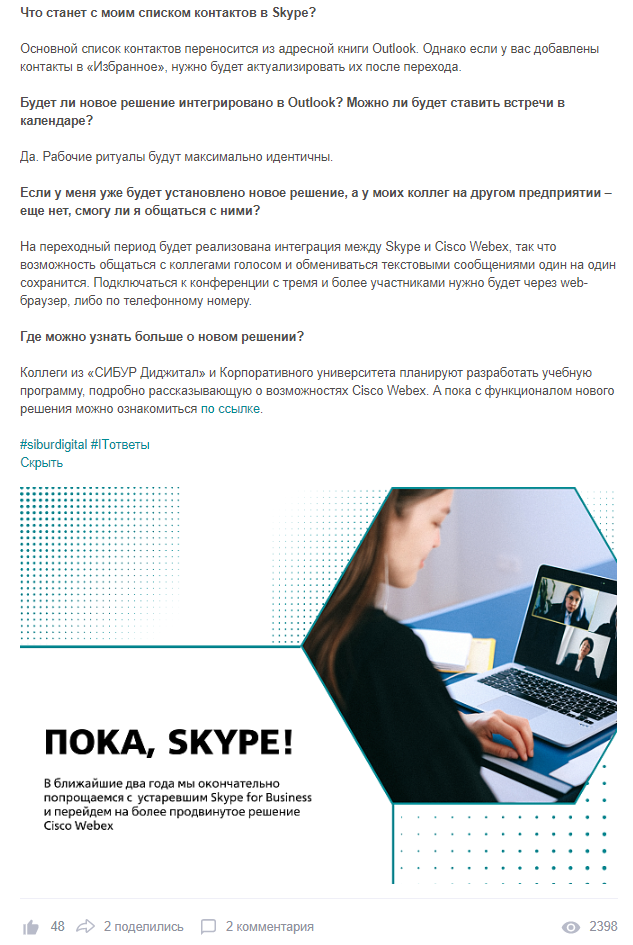 Что станет с моим списком контактов в Skype?
Основной список контактов переносится из адресной книги Outlook. Однако если у вас добавлены
контакты в «Избранное», нужно будет актуализировать их после перехода.
Будет ли новое решение интегрировано в Outlook? Можно ли будет ставить встречи в
календаре?
Да. Рабочие ритуалы будут максимально идентичны.
Если у меня уже будет установлено новое решение, а у моих коллег на другом предприятии –
еще нет, смогу ли я общаться с ними?
На переходный период будет реализована интеграция между Skype и Cisco Webex, так что
возможность общаться с коллегами голосом и обмениваться текстовыми сообщениями один на один
сохранится. Подключаться к конференции с тремя и более участниками нужно будет через web-
браузер, либо по телефонному номеру.
Где можно узнать больше о новом решении?
Коллеги из «СИБУР Диджитал» и Корпоративного университета планируют разработать учебную
программу, подробно рассказывающую о возможностях Cisco Webex. А пока с функционалом нового
решения можно ознакомиться по ссылке.
#siburdigital #ITответы
Скрыть
ПОКА, SKYPE!
В ближайшие два года мы окончательно
попрощаемся с устаревшим Skype for Business
и перейдем на более продвинутое решение
Cisco Webex
48 2 поделились 2 комментария 2398